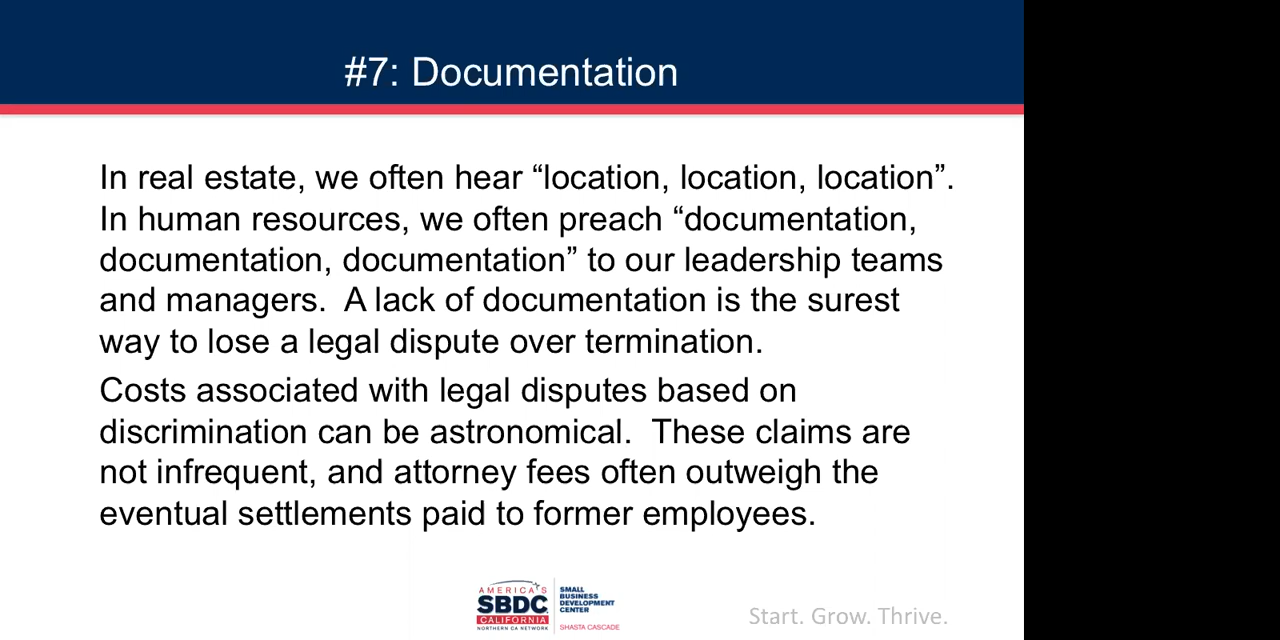 #7: Documentation
In real estate, we often hear “location, location, location”.
In human resources, we often preach “documentation,
documentation, documentation” to our leadership teams
and managers.  A lack of documentation is the surest
way to lose a legal dispute over termination.
Costs associated with legal disputes based on
discrimination can be astronomical.  These claims are
not infrequent, and attorney fees often outweigh the
eventual settlements paid to former employees.
AMERICA'S
SBDC
CALIFORNIA
NORTHERN CA NETWORK
SMALL
BUSINESS
DEVELOPMENT
CENTER
SHASTA CASCADE
Start. Grow. Thrive.